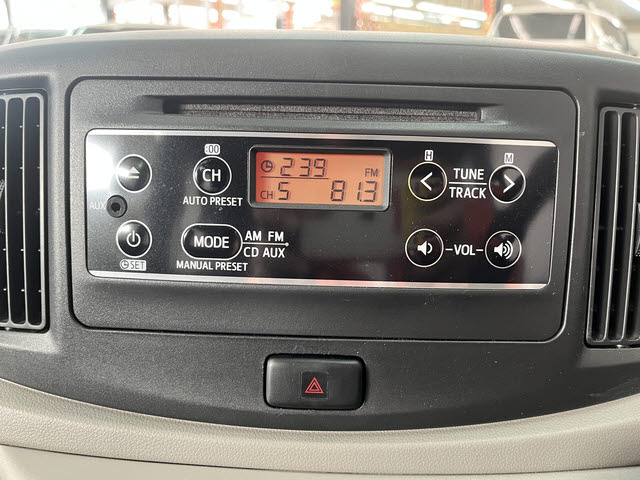 :00
H
M
CH
2 39
FM
TUNE
AUTO PRESET
CH 5 81.3
TRACK
AUX
MODE
AM FM
CD AUX
VOL
SET
MANUAL PRESET